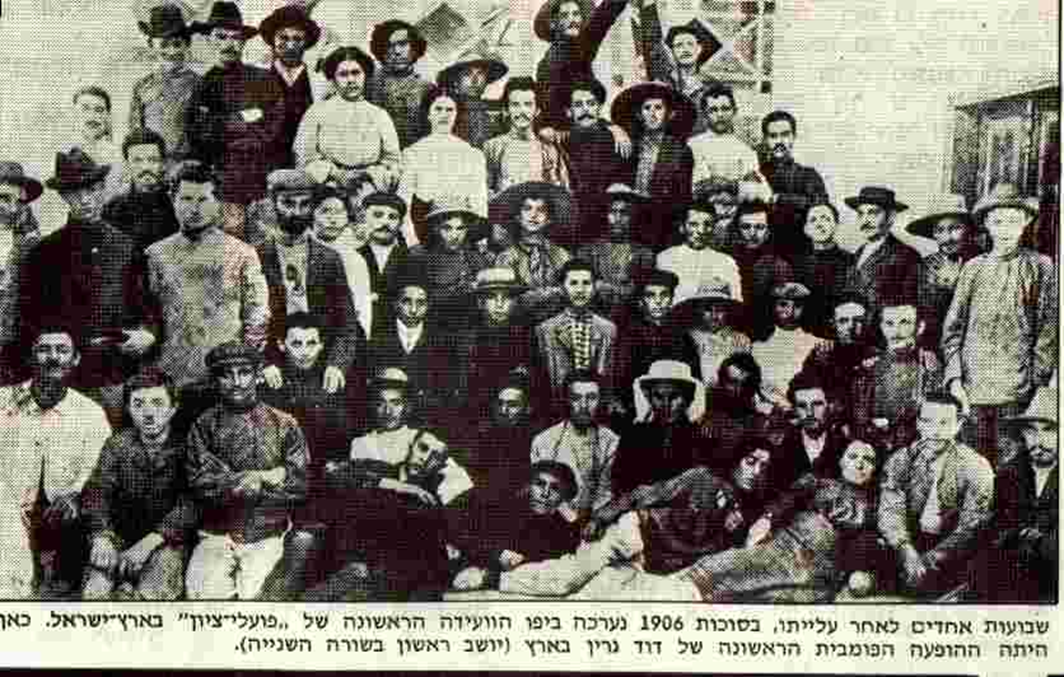 שבועות אחדים לאחר עלייתו, בסוכות 1906 נערכה ביפו הוועידה הראשונה של „פועלי־ציון” בארץ־ישראל. כאן
היתה ההופעה הפומבית הראשונה של דוד גרין בארץ (יושב ראשון בשורה השנייה).